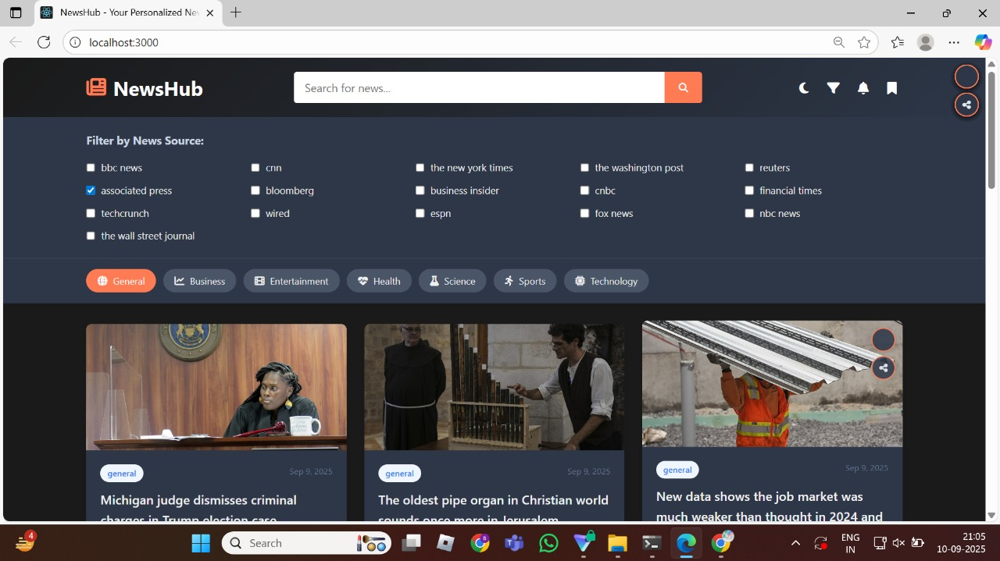 NewsHub - Your Personalized Nev
localhost:3000
NewsHub
Search for news...
Filter by News Source:
bbc news cnn the new york times the washington post reuters
associated press bloomberg business insider cnbc financial times
techcrunch wired espn fox news nbc news
the wall street journal
General Business Entertainment Health Science Sports Technology
general Sep 9, 2025
Michigan judge dismisses criminal
charges in Trump election case
general Sep 9, 2025
The oldest pipe organ in Christian world
sounds once more in Jerusalem
general Sep 9, 2025
New data shows the job market was
much weaker than thought in 2024 and
4
Search
B
ENG
IN
21:05
10-09-2025